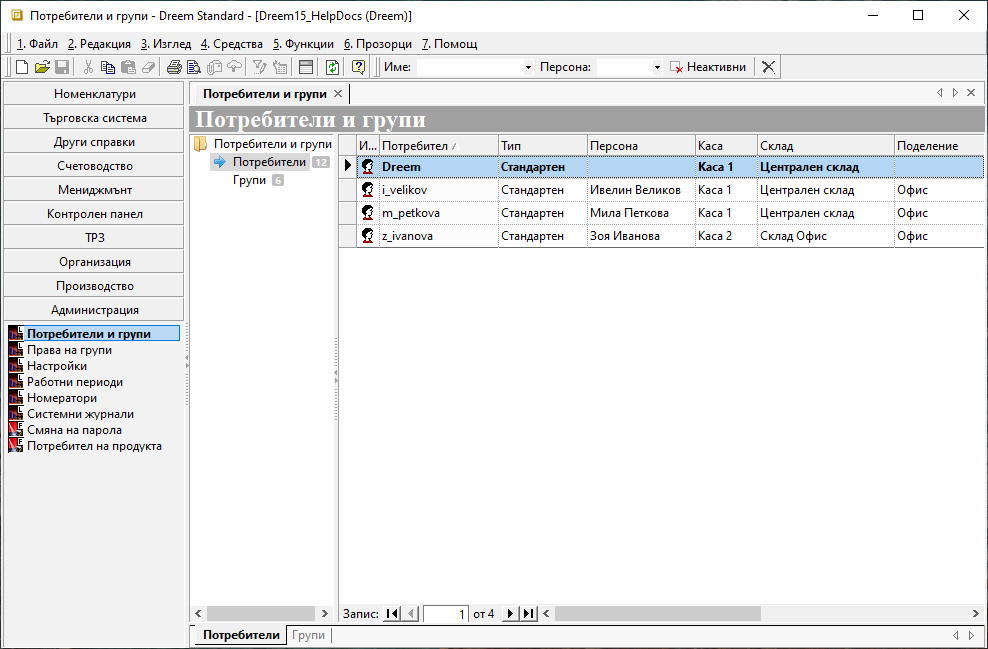 Потребители и групи - Dreem Standard - [Dreem15_HelpDocs (Dreem)]
1. Файл 2. Редакция 3. Изглед 4. Средства 5. Функции 6. Прозорци 7. Помощ
Име: Персона: Неактивни
Номенклатури
Търговска система
Други справки
Счетоводство
Мениджмънт
Контролен панел
ТРЗ
Организация
Производство
Администрация
Потребители и групи
Права на групи
Настройки
Работни периоди
Номератори
Системни журнали
Смяна на парола
Потребител на продукта
Потребители и групи
Потребители и групи
Потребители и групи
Потребители 12
Групи 6
И... Потребител Тип Персона Каса Склад Поделение
Dreem Стандартен Каса 1 Централен склад
i_velikov Стандартен Ивелин Великов Каса 1 Централен склад Офис
m_petkova Стандартен Мила Петкова Каса 1 Централен склад Офис
z_ivanova Стандартен Зоя Иванова Каса 2 Склад Офис Офис
Запис: 1 от 4
Потребители Групи